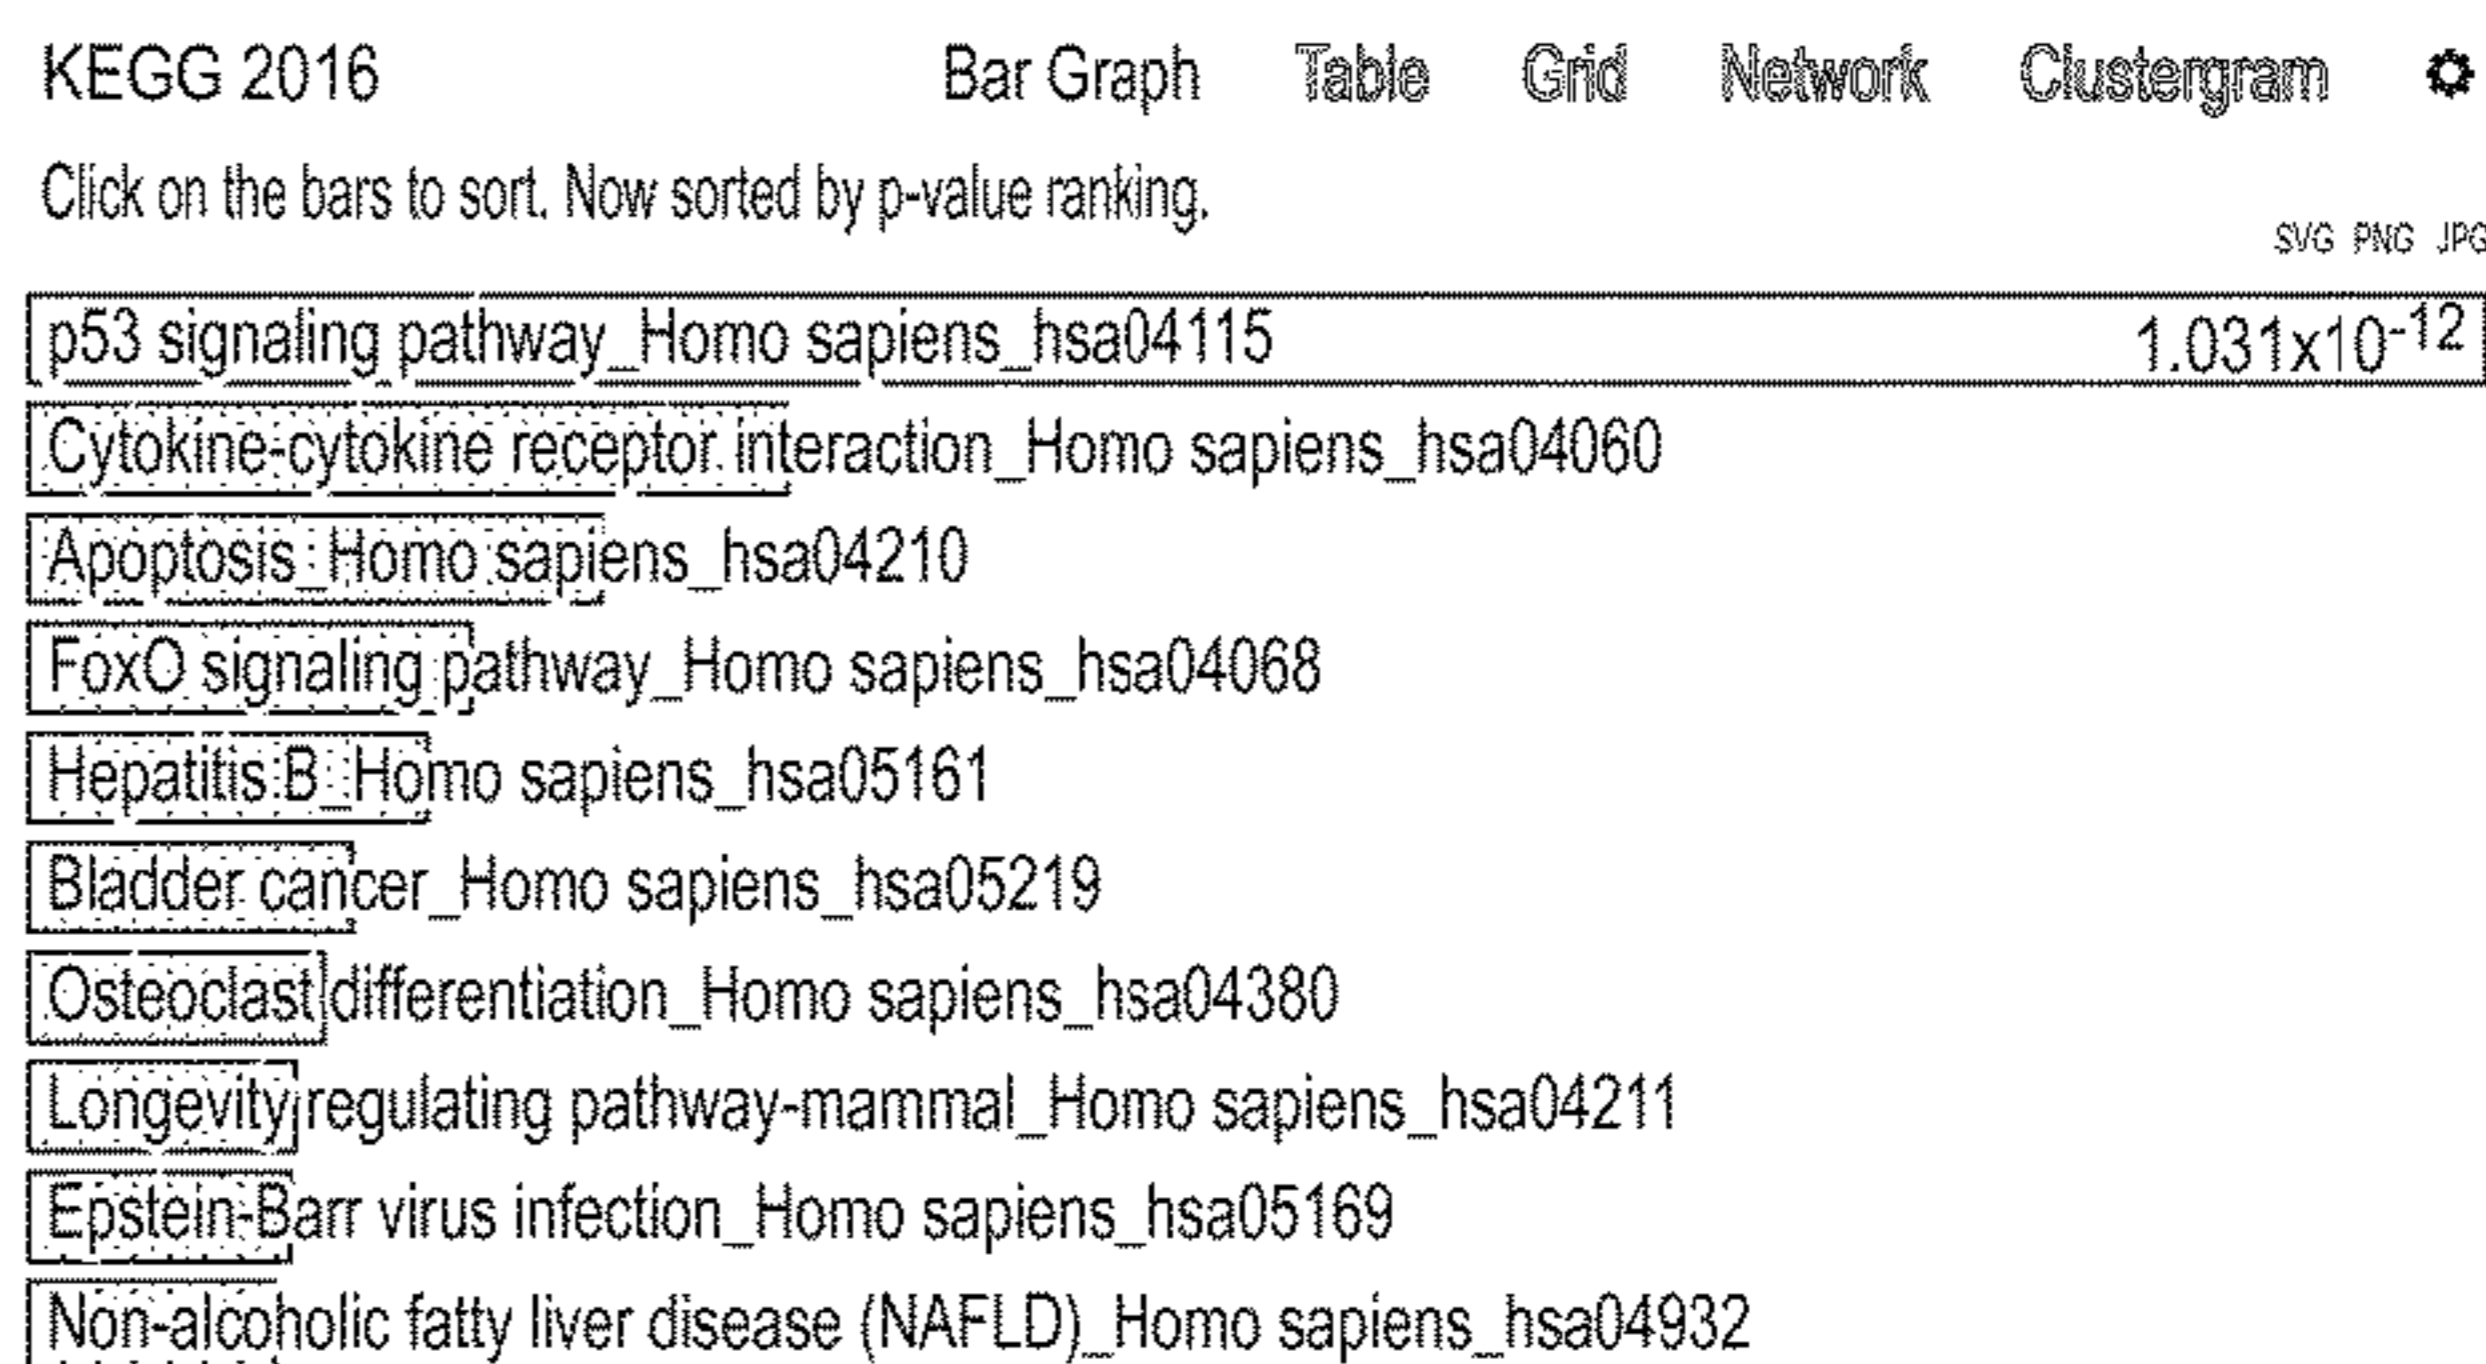 KEGG 2016 Bar Graph Table Grid Network Clustergram
Click on the bars to sort. Now sorted by p-value ranking.
SVG PNG JPG
p53 signaling pathway_Homo sapiens_hsa04115 1.031x10⁻¹²
Cytokine-cytokine receptor interaction_Homo sapiens_hsa04060
Apoptosis_Homo sapiens_hsa04210
FoxO signaling pathway_Homo sapiens_hsa04068
Hepatitis B_Homo sapiens_hsa05161
Bladder cancer_Homo sapiens_hsa05219
Osteoclast differentiation_Homo sapiens_hsa04380
Longevity regulating pathway-mammal_Homo sapiens_hsa04211
Epstein-Barr virus infection_Homo sapiens_hsa05169
Non-alcoholic fatty liver disease (NAFLD)_Homo sapiens_hsa04932